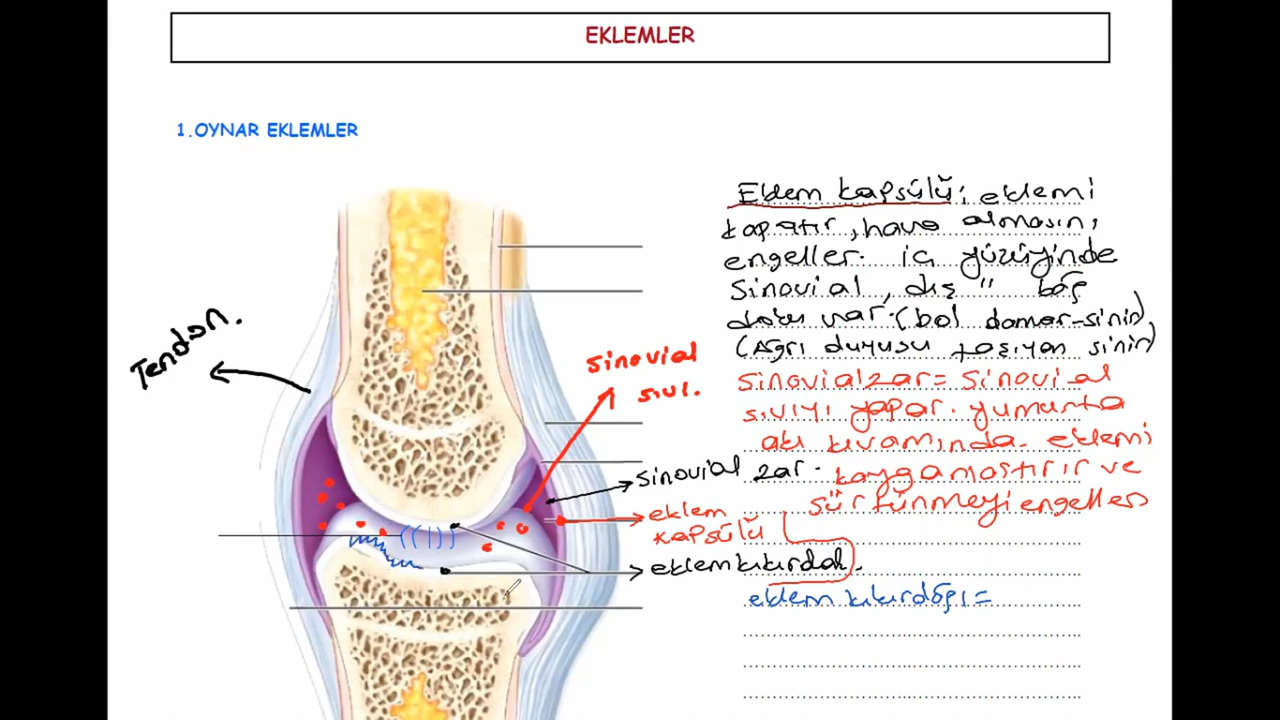 EKLEMLER
1.OYNAR EKLEMLER
Eklem kapsülü; eklemi
kapatır, hava almasını
engeller. iç yüzeyinde
Sinovial, dış " bağ
doku var. (bol damar-sinir)
(Ağrı duyusu taşıyan sinir)
Sinovial zar = Sinovial
sıvıyı yapar. yumurta
akı kıvamında. eklemi
kayganlaştırır ve
sürtünmeyi engeller
Tendon.
sinovial
sıvı.
sinovial zar.
eklem
kapsülü
eklem kıkırdak.
eklem kıkırdağı =